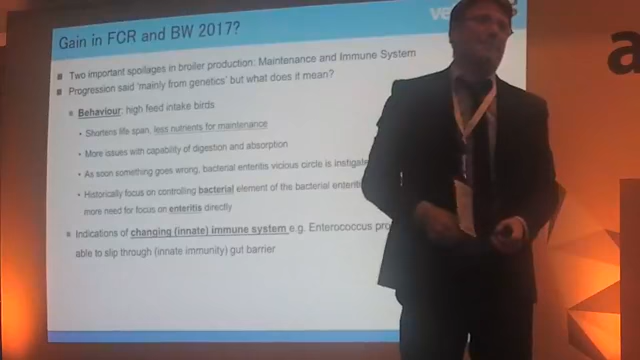 ve
Gain in FCR and BW 2017?
Two important spoilages in broiler production: Maintenance and Immune System
Progression said 'mainly from genetics' but what does it mean?
Behaviour: high feed intake birds
Shortens life span, less nutrients for maintenance
More issues with capability of digestion and absorption
As soon something goes wrong, bacterial enteritis vicious circle is instigate
Historically focus on controlling bacterial element of the bacterial enteriti
more need for focus on enteritis directly
Indications of changing (innate) immune system e.g. Enterococcus pro
able to slip through (innate immunity) gut barrier
a